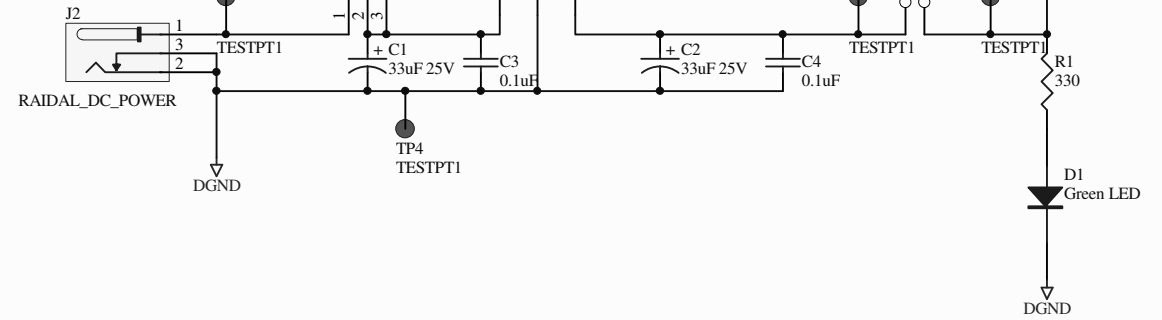 J2
1
3
2
RAIDAL_DC_POWER
TESTPT1
1
2
3
C1
+
33uF 25V
C3
0.1uF
TP4
TESTPT1
DGND
C2
+
33uF 25V
C4
0.1uF
TESTPT1
TESTPT1
R1
330
D1
Green LED
DGND